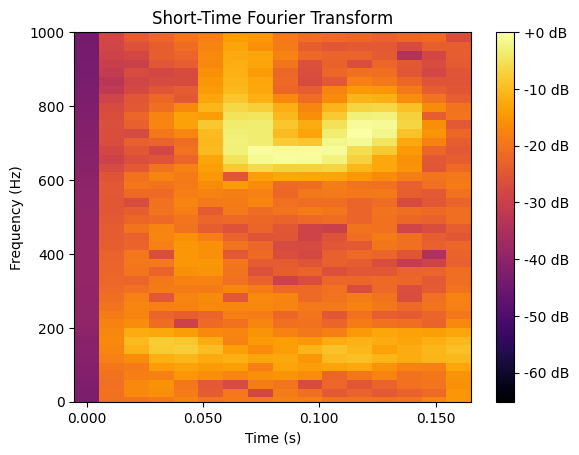 Short-Time Fourier Transform
1000
800
600
400
200
0
Frequency (Hz)
0.000
0.050
0.100
0.150
Time (s)
+0 dB
-10 dB
-20 dB
-30 dB
-40 dB
-50 dB
-60 dB